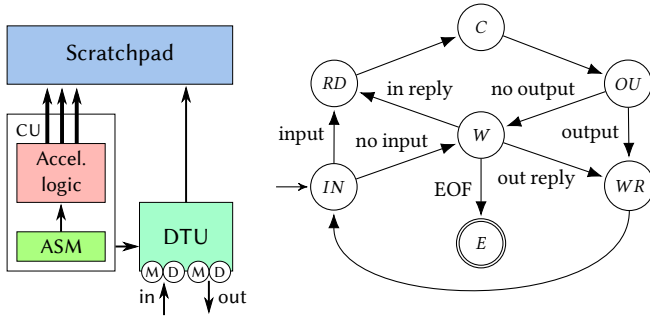 Scratchpad
CU
Accel.
logic
ASM
DTU
M D M D
in out
C
RD
OU
in reply
no output
input
no input
W
output
IN
EOF
out reply
WR
E